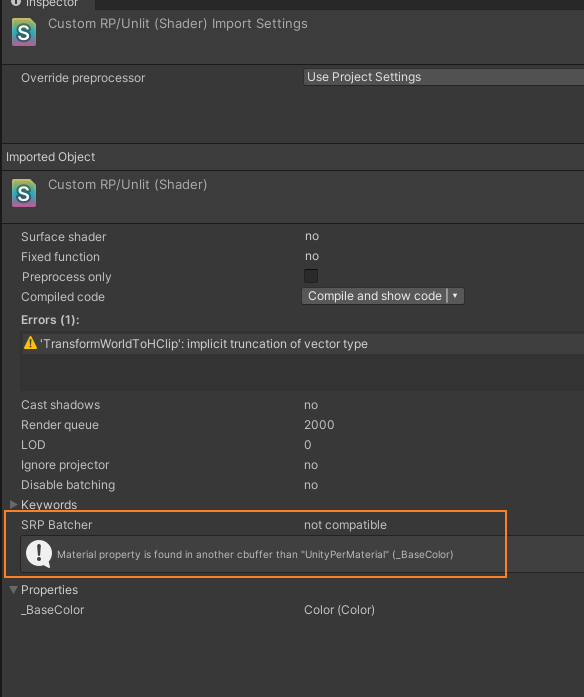 Inspector
Custom RP/Unlit (Shader) Import Settings
Override preprocessor Use Project Settings
Imported Object
Custom RP/Unlit (Shader)
Surface shader no
Fixed function no
Preprocess only
Compiled code Compile and show code
Errors (1):
'TransformWorldToHClip': implicit truncation of vector type
Cast shadows no
Render queue 2000
LOD 0
Ignore projector no
Disable batching no
Keywords
SRP Batcher not compatible
Material property is found in another cbuffer than "UnityPerMaterial" (_BaseColor)
Properties
_BaseColor Color (Color)